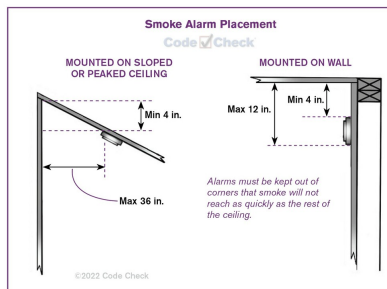 Smoke Alarm Placement
Code Check
MOUNTED ON SLOPED
OR PEAKED CEILING
Min 4 in.
Max 36 in.
MOUNTED ON WALL
Max 12 in.
Min 4 in.
Alarms must be kept out of
corners that smoke will not
reach as quickly as the rest of
the ceiling.
©2022 Code Check